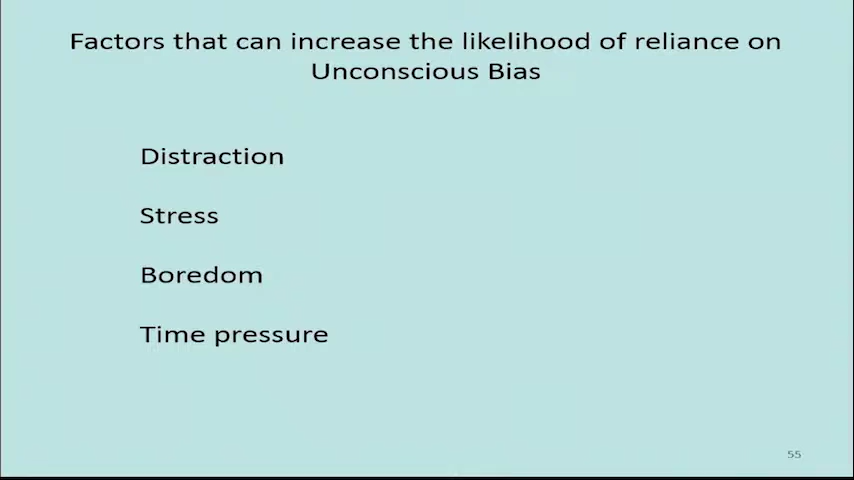 Factors that can increase the likelihood of reliance on
Unconscious Bias
Distraction
Stress
Boredom
Time pressure
55